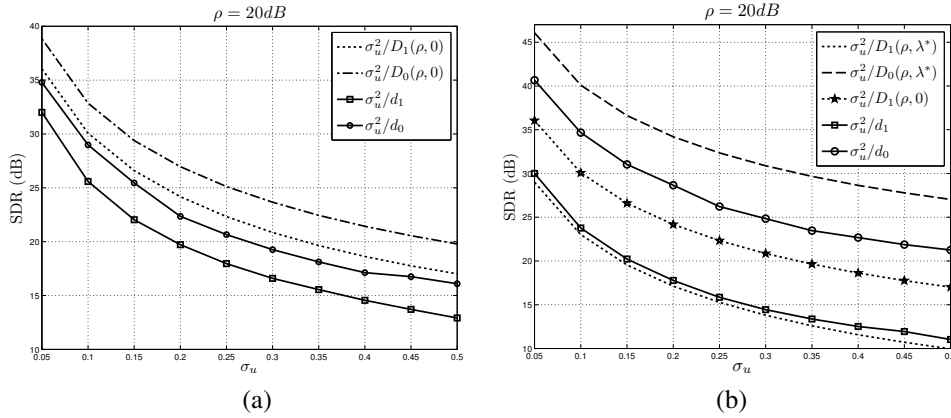 ρ = 20dB
σ_u^2/D_1(ρ, 0)
σ_u^2/D_0(ρ, 0)
σ_u^2/d_1
σ_u^2/d_0
SDR (dB)
40
35
30
25
20
15
10
0.05 0.1 0.15 0.2 0.25 0.3 0.35 0.4 0.45 0.5
σ_u
(a)
ρ = 20dB
σ_u^2/D_1(ρ, λ*)
σ_u^2/D_0(ρ, λ*)
σ_u^2/D_1(ρ, 0)
σ_u^2/d_1
σ_u^2/d_0
SDR (dB)
45
40
35
30
25
20
15
10
0.05 0.1 0.15 0.2 0.25 0.3 0.35 0.4 0.45 0.5
σ_u
(b)